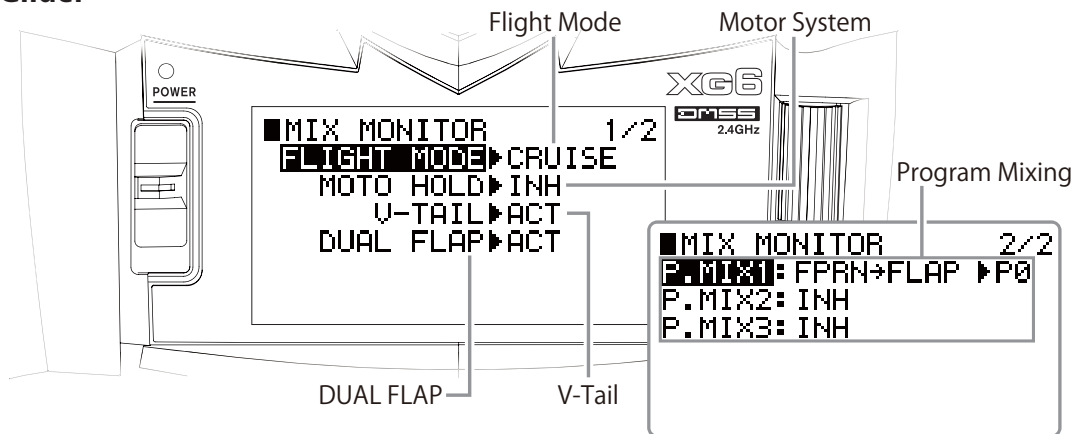 Flight Mode
Motor System
POWER
XG6
DMSS
2.4GHz
■MIX MONITOR 1/2
FLIGHT MODE▶CRUISE
MOTO HOLD▶INH
V-TAIL▶ACT
DUAL FLAP▶ACT
Program Mixing
■MIX MONITOR 2/2
P.MIX1:FPRN→FLAP ▶P0
P.MIX2:INH
P.MIX3:INH
DUAL FLAP
V-Tail